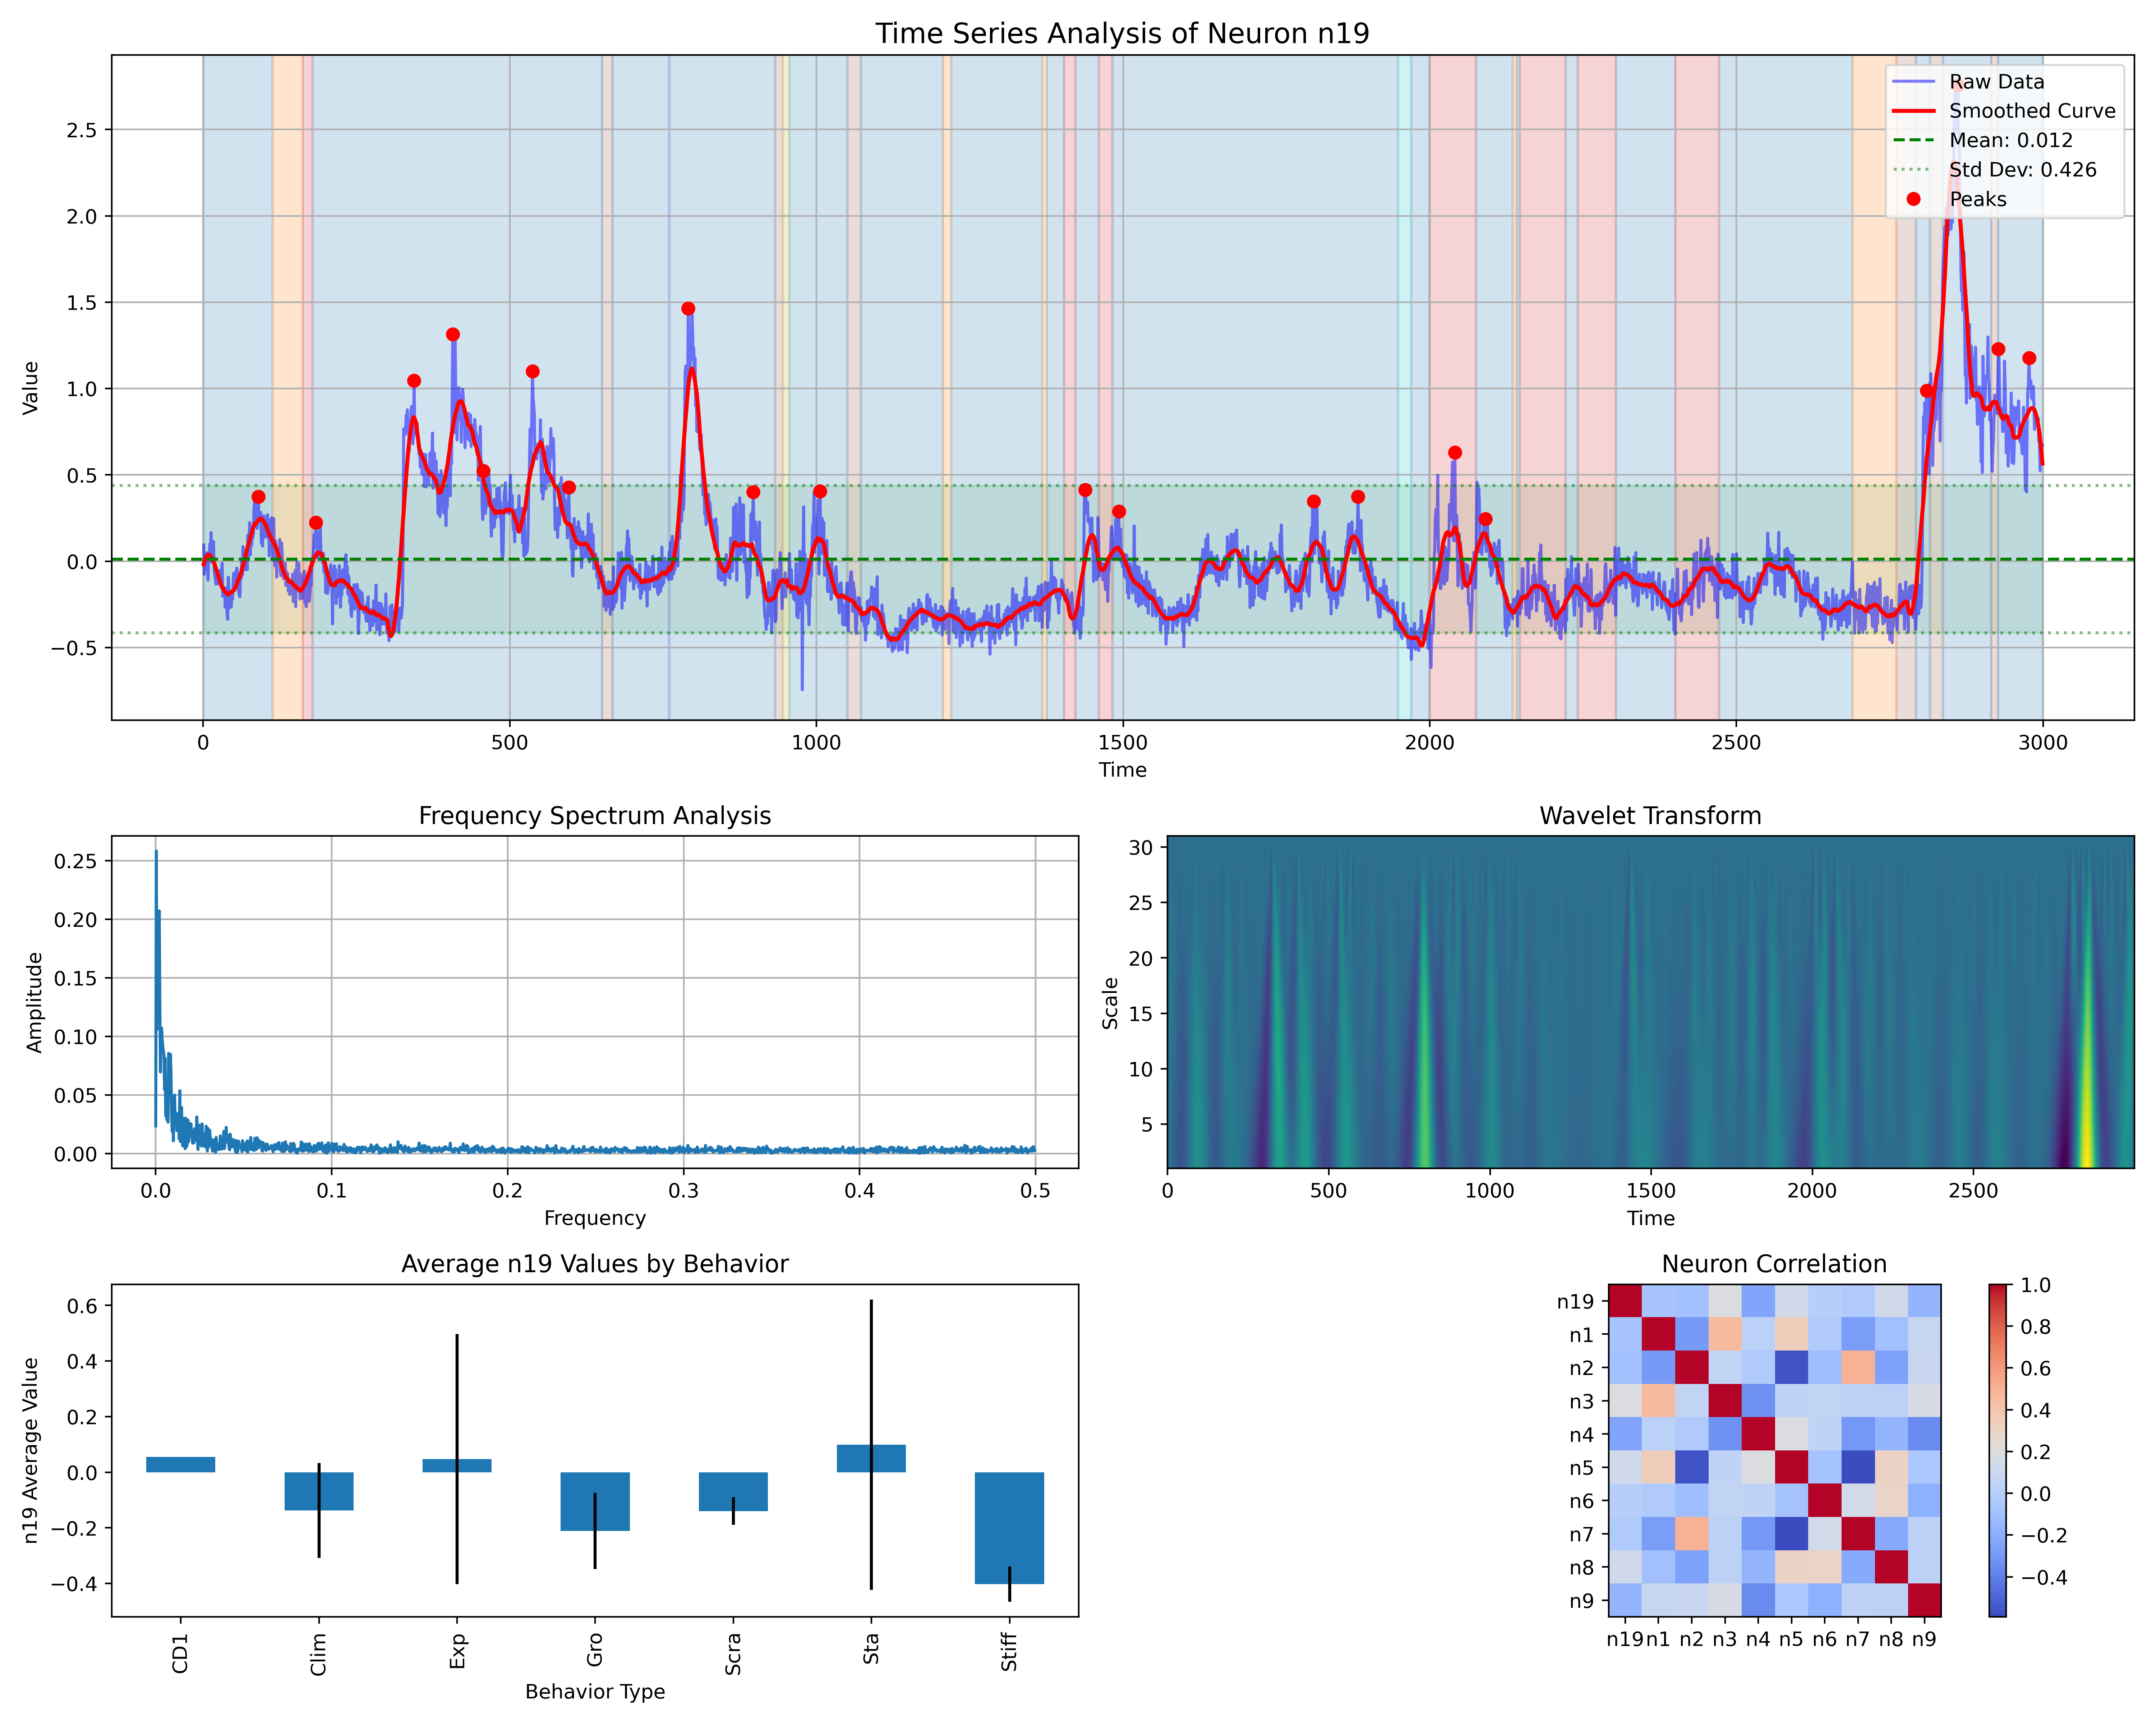 Time Series Analysis of Neuron n19
Raw Data
Smoothed Curve
Mean: 0.012
Std Dev: 0.426
Peaks
Value
2.5
2.0
1.5
1.0
0.5
0.0
−0.5
0 500 1000 1500 2000 2500 3000
Time
Frequency Spectrum Analysis
Amplitude
0.25
0.20
0.15
0.10
0.05
0.00
0.0 0.1 0.2 0.3 0.4 0.5
Frequency
Wavelet Transform
Scale
30
25
20
15
10
5
0 500 1000 1500 2000 2500
Time
Average n19 Values by Behavior
n19 Average Value
0.6
0.4
0.2
0.0
−0.2
−0.4
CD1 Clim Exp Gro Scra Sta Stiff
Behavior Type
Neuron Correlation
n19
n1
n2
n3
n4
n5
n6
n7
n8
n9
n19 n1 n2 n3 n4 n5 n6 n7 n8 n9
1.0
0.8
0.6
0.4
0.2
0.0
−0.2
−0.4